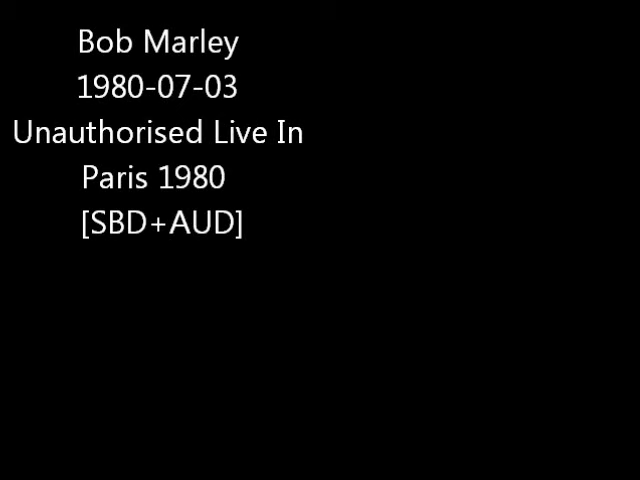 Bob Marley
1980-07-03
Unauthorised Live In
Paris 1980
[SBD+AUD]